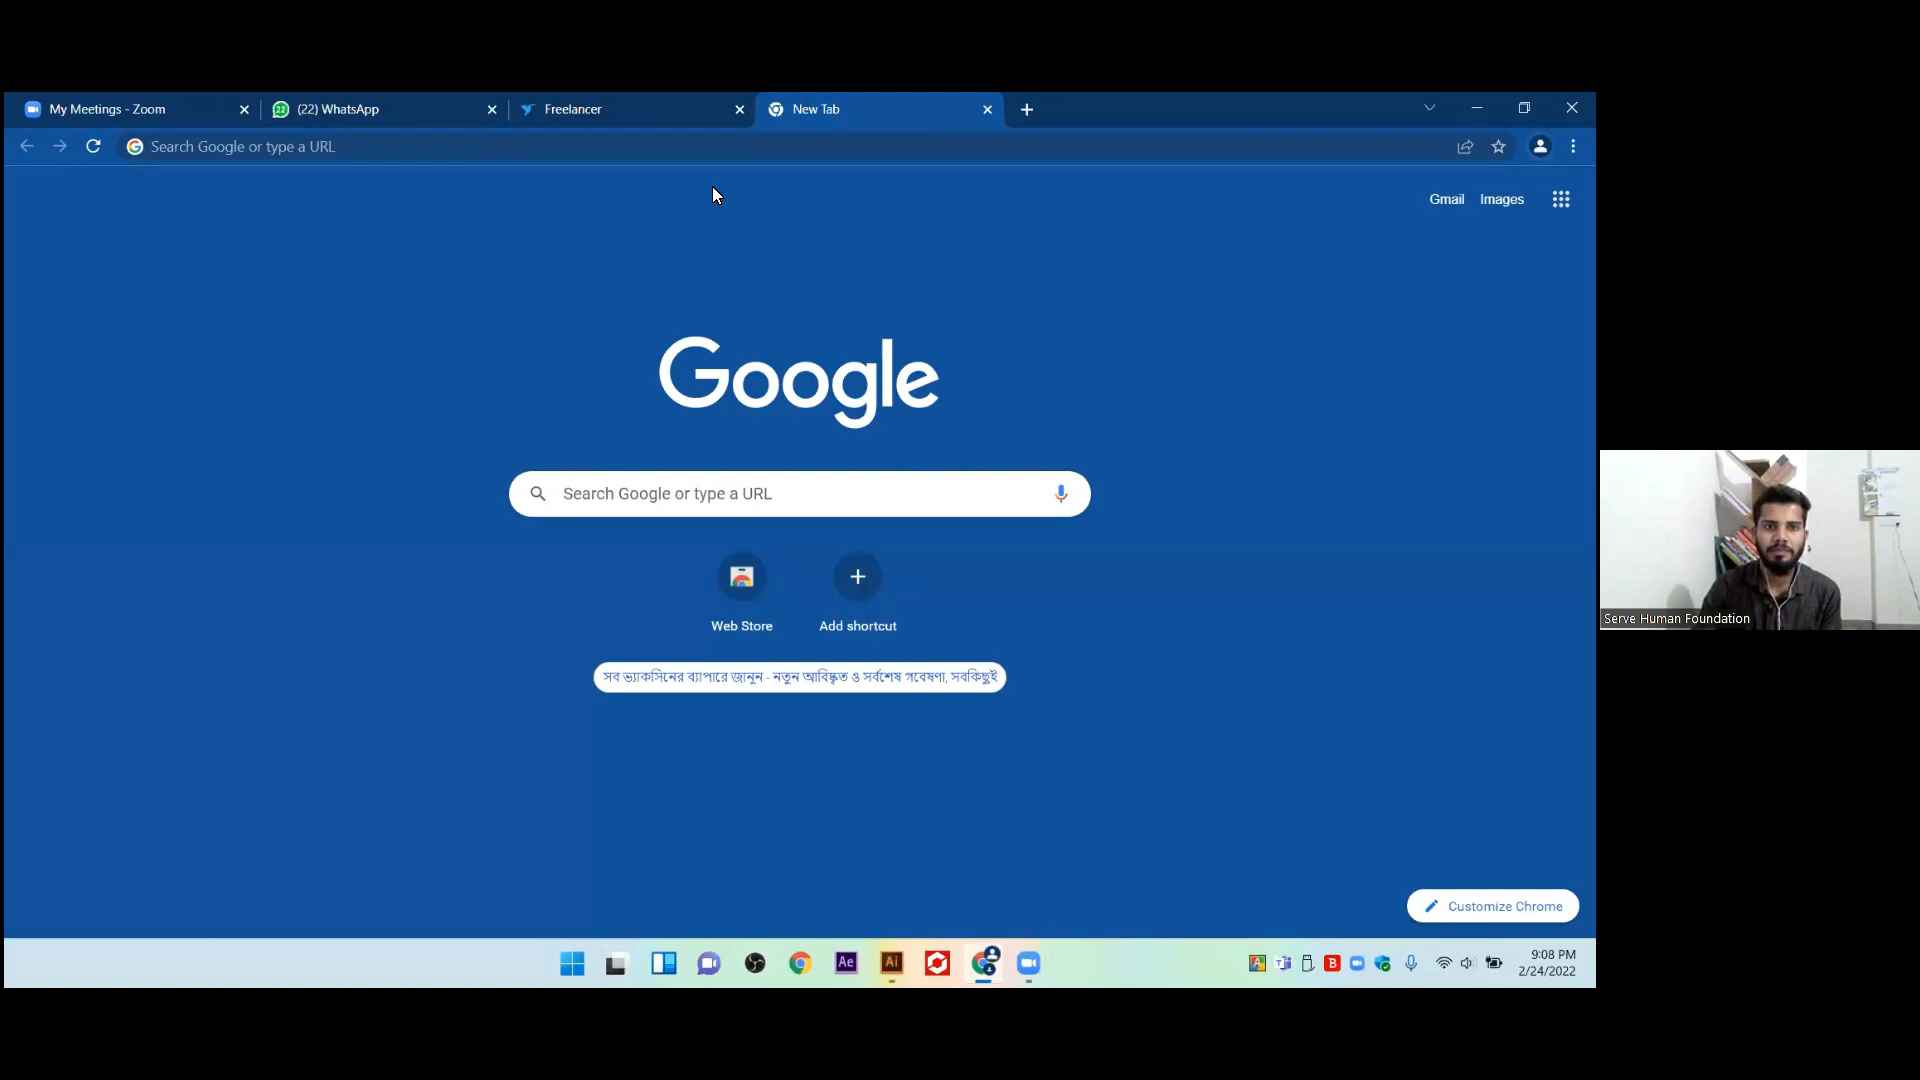 My Meetings - Zoom
(22) WhatsApp
Freelancer
New Tab
Search Google or type a URL
Gmail
Images
Google
Search Google or type a URL
Web Store
Add shortcut
সব ভ্যাকসিনের ব্যাপারে জানুন - নতুন আবিষ্কৃত ও সর্বশেষ গবেষণা, সবকিছুই
Serve Human Foundation
Customize Chrome
Ae
Ai
B
9:08 PM
2/24/2022